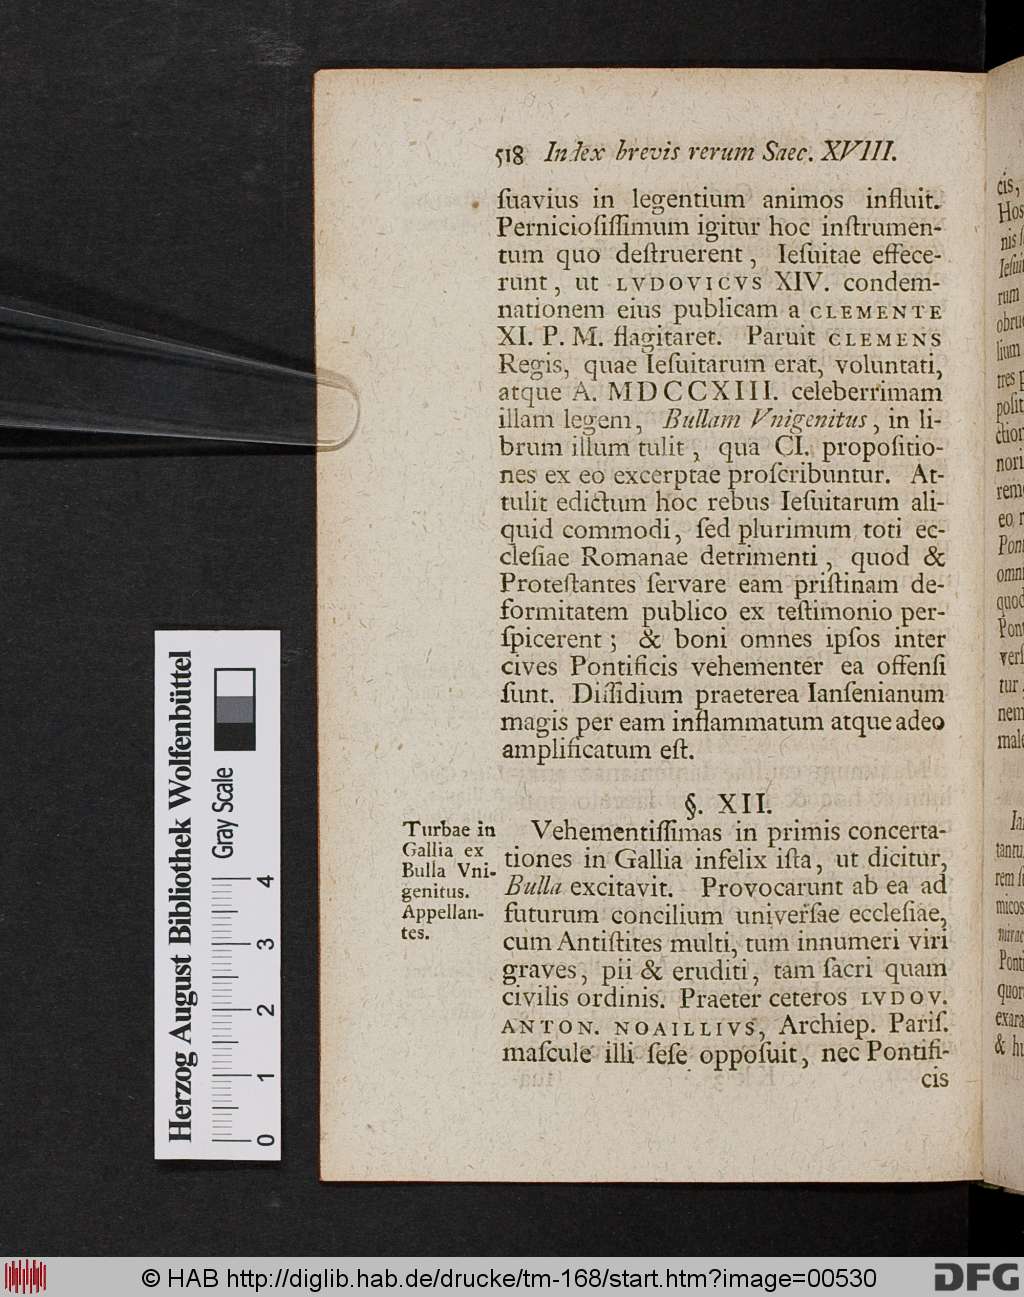 518 Index brevis rerum Saec. XVIII.
ſuavius in legentium animos influit.
Pernicioſiſſimum igitur hoc inſtrumen-
tum quo deſtruerent, Ieſuitae effece-
runt, ut LVDOVICVS XIV. condem-
nationem eius publicam a CLEMENTE
XI. P. M. flagitaret. Paruit CLEMENS
Regis, quae Ieſuitarum erat, voluntati,
atque A. MDCCXIII. celeberrimam
illam legem, Bullam Vnigenitus, in li-
brum illum tulit, qua CI. propoſitio-
nes ex eo excerptae proſcribuntur. At-
tulit edictum hoc rebus Ieſuitarum ali-
quid commodi, ſed plurimum toti ec-
cleſiae Romanae detrimenti, quod &
Proteſtantes ſervare eam priſtinam de-
formitatem publico ex teſtimonio per-
ſpicerent; & boni omnes ipſos inter
cives Pontificis vehementer ea offenſi
ſunt. Diſſidium praeterea Ianſenianum
magis per eam inflammatum atque adeo
amplificatum eſt.
§. XII.
Turbae in
Gallia ex
Bulla Vni-
genitus.
Appellan-
tes.
Vehementiſſimas in primis concerta-
tiones in Gallia infelix iſta, ut dicitur,
Bulla excitavit. Provocarunt ab ea ad
futurum concilium univerſae eccleſiae,
cum Antiſtites multi, tum innumeri viri
graves, pii & eruditi, tam ſacri quam
civilis ordinis. Praeter ceteros LVDOV.
ANTON. NOAILLIVS, Archiep. Pariſ.
maſcule illi ſeſe oppoſuit, nec Pontifi-
cis
Herzog August Bibliothek Wolfenbüttel
Gray Scale
0 1 2 3 4
© HAB http://diglib.hab.de/drucke/tm-168/start.htm?image=00530
DFG